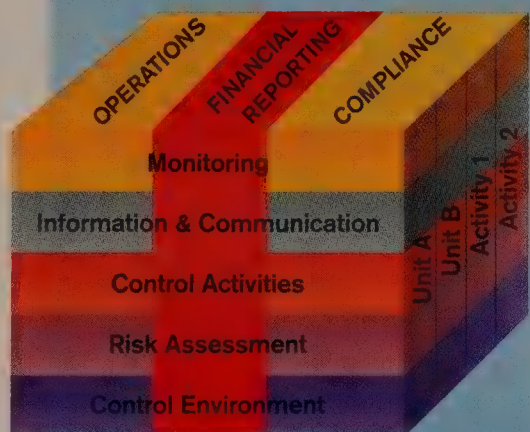 OPERATIONS
FINANCIAL
REPORTING
COMPLIANCE
Monitoring
Information & Communication
Control Activities
Risk Assessment
Control Environment
Unit A
Unit B
Activity 1
Activity 2